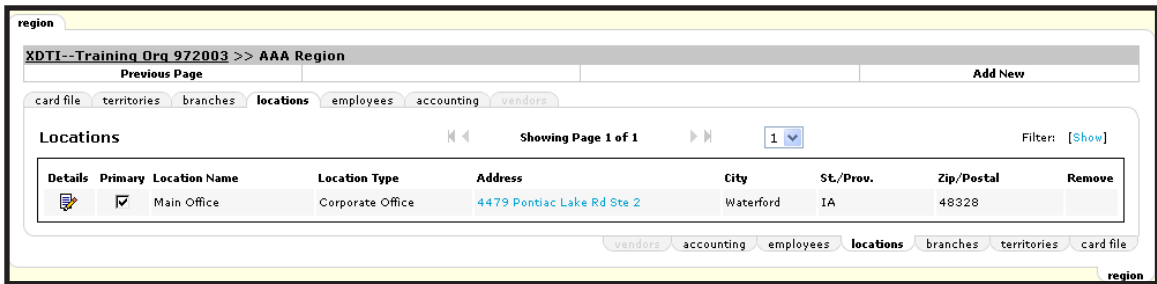 region
XDTI--Training Org 972003 >> AAA Region
Previous Page Add New
card file territories branches locations employees accounting vendors
Locations Showing Page 1 of 1 1 Filter: [Show]
Details Primary Location Name Location Type Address City St./Prov. Zip/Postal Remove
Main Office Corporate Office 4479 Pontiac Lake Rd Ste 2 Waterford IA 48328
vendors accounting employees locations branches territories card file
region